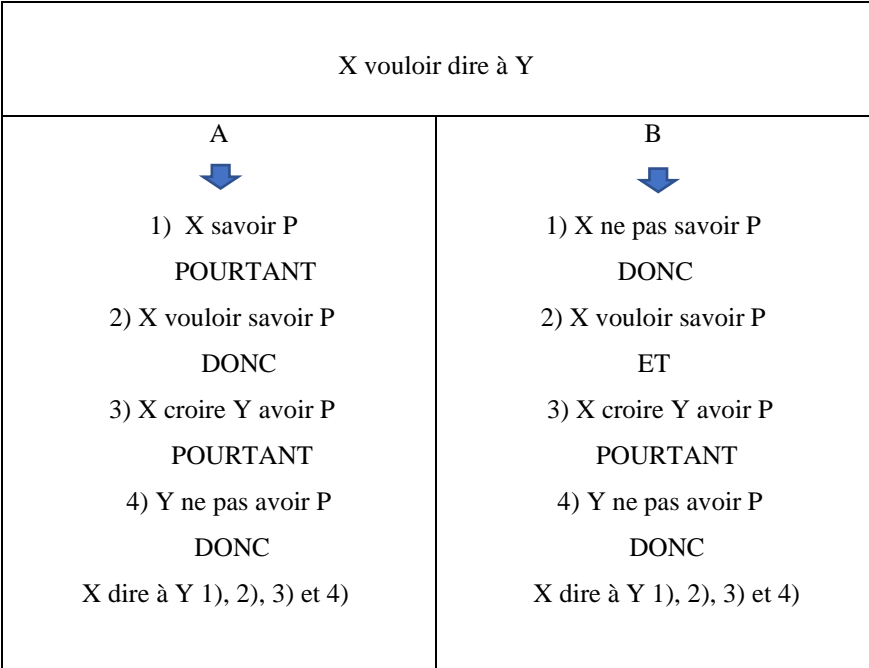 X vouloir dire à Y
A
1) X savoir P
POURTANT
2) X vouloir savoir P
DONC
3) X croire Y avoir P
POURTANT
4) Y ne pas avoir P
DONC
X dire à Y 1), 2), 3) et 4)
B
1) X ne pas savoir P
DONC
2) X vouloir savoir P
ET
3) X croire Y avoir P
POURTANT
4) Y ne pas avoir P
DONC
X dire à Y 1), 2), 3) et 4)